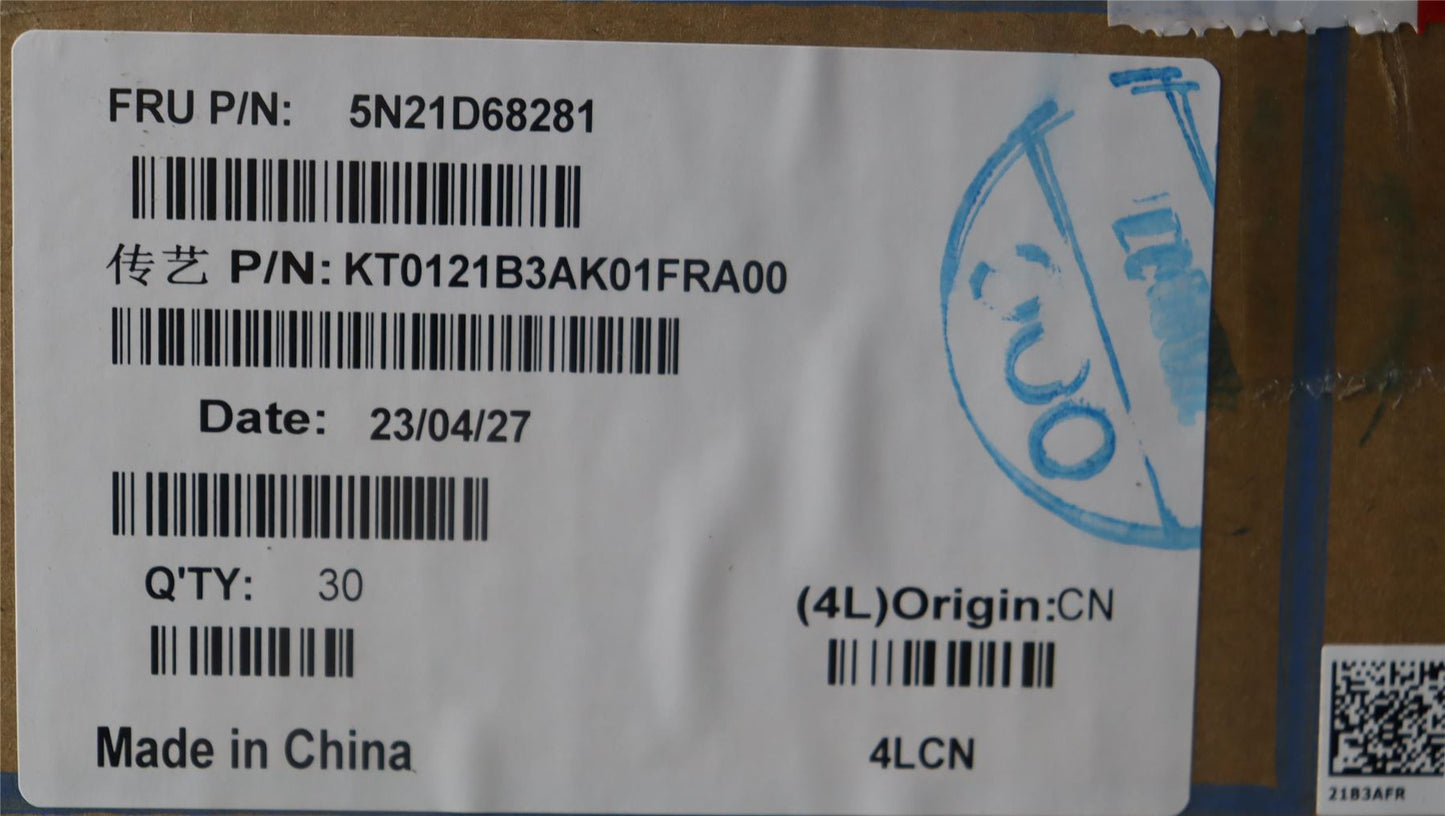 FRU P/N: 5N21D68281
传艺 P/N: KT0121B3AK01FRA00
Date: 23/04/27
Q'TY: 30
(4L)Origin:CN
Made in China
4LCN
21B3AFR